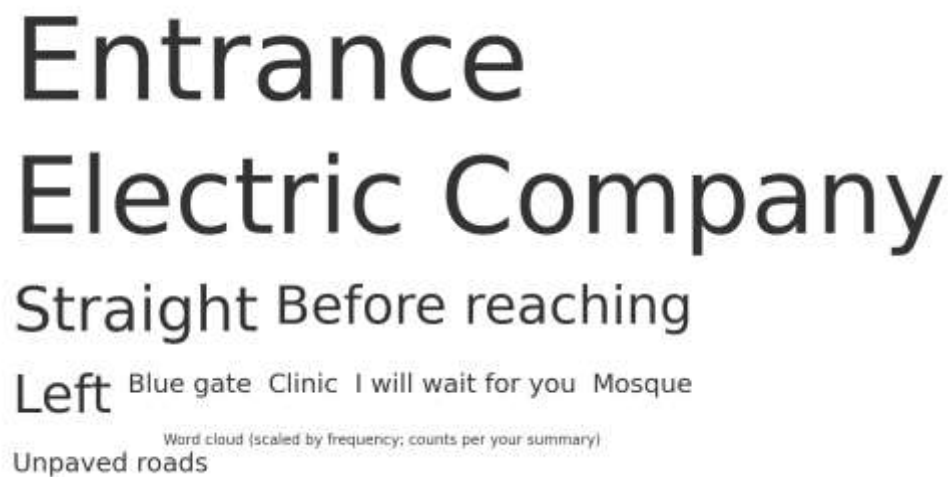 Entrance
Electric Company
Straight Before reaching
Left Blue gate Clinic I will wait for you Mosque
Word cloud (scaled by frequency; counts per your summary)
Unpaved roads